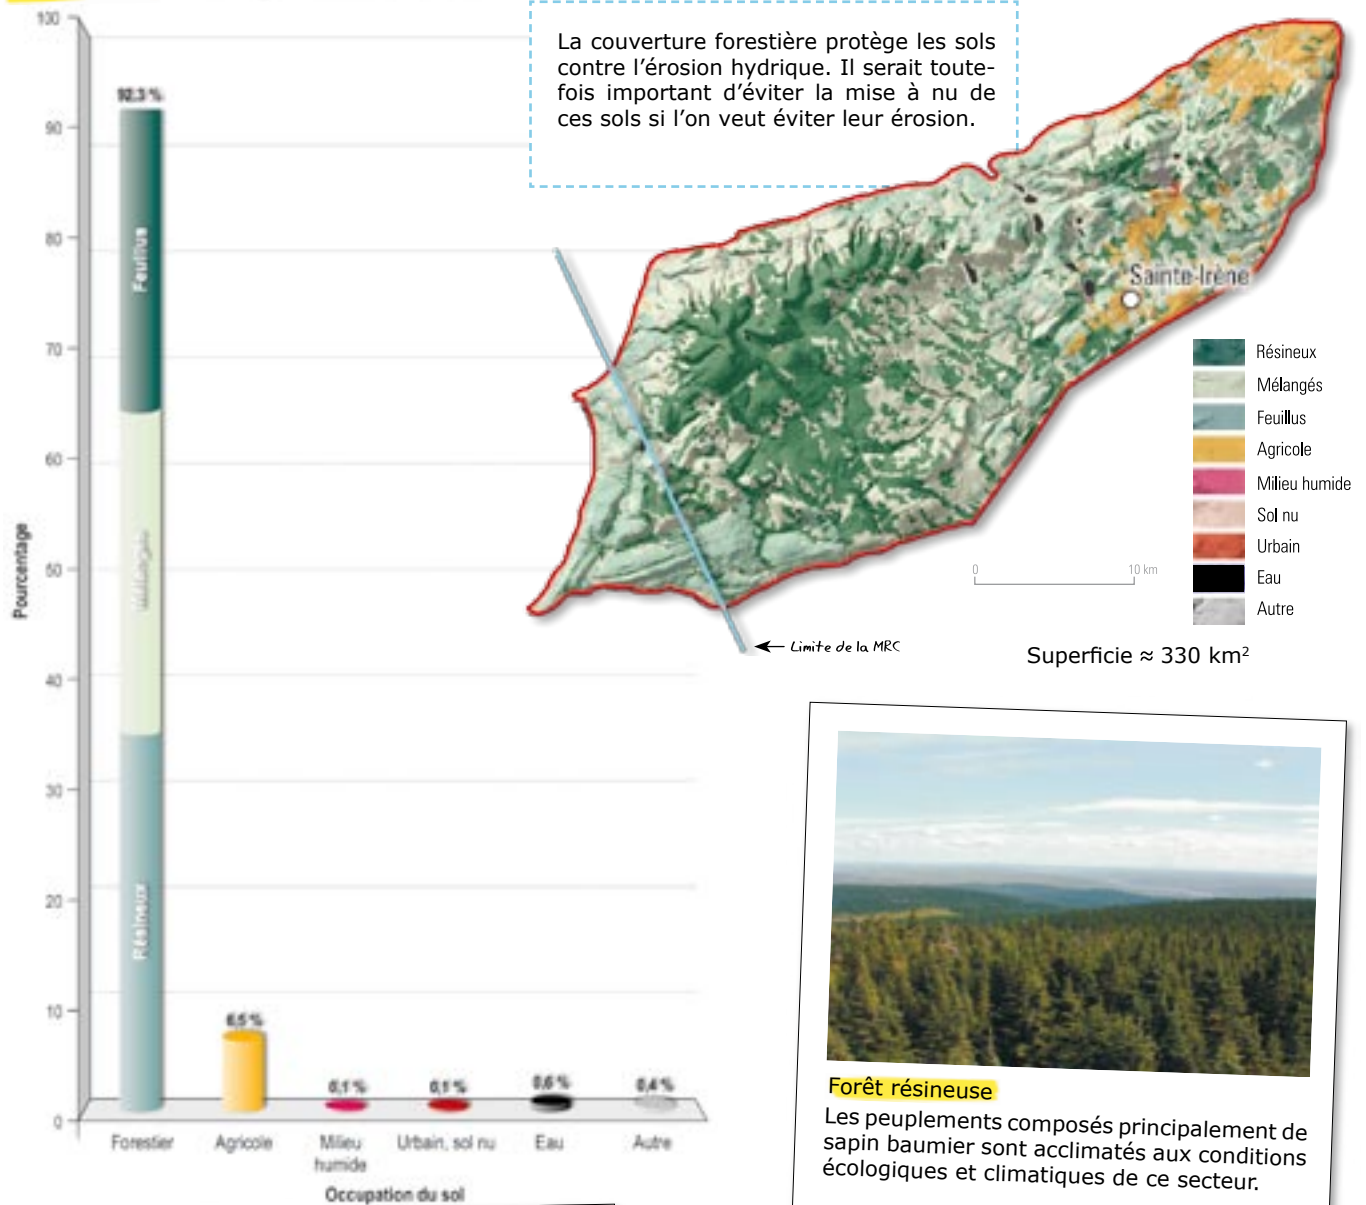 La couverture forestière protège les sols
contre l'érosion hydrique. Il serait toute-
fois important d'éviter la mise à nu de
ces sols si l'on veut éviter leur érosion.
Pourcentage
100
90
80
70
60
50
40
30
20
10
0
92,3 %
Feuillus
Mélangés
Résineux
6,5 %
0,1 %
0,1 %
0,6 %
0,4 %
Forestier
Agricole
Milieu
humide
Urbain, sol nu
Eau
Autre
Occupation du sol
Sainte-Irène
Résineux
Mélangés
Feuillus
Agricole
Milieu humide
Sol nu
Urbain
Eau
Autre
0 10 km
Limite de la MRC
Superficie ≈ 330 km²
Forêt résineuse
Les peuplements composés principalement de
sapin baumier sont acclimatés aux conditions
écologiques et climatiques de ce secteur.